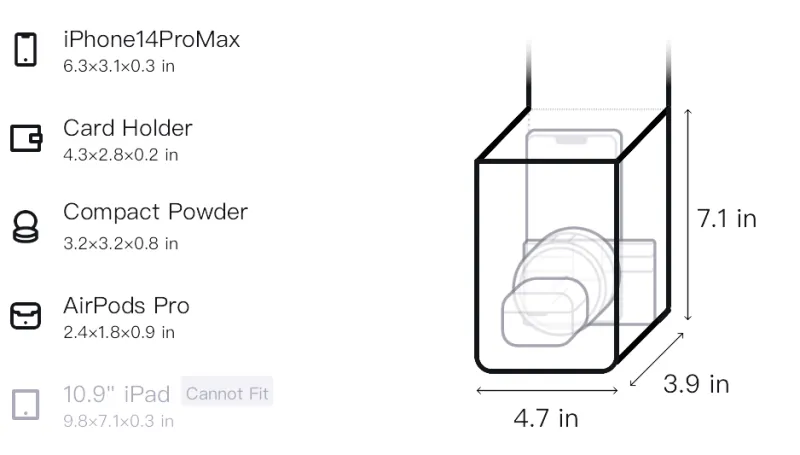 iPhone14ProMax
6.3×3.1×0.3 in
Card Holder
4.3×2.8×0.2 in
Compact Powder
3.2×3.2×0.8 in
AirPods Pro
2.4×1.8×0.9 in
10.9" iPad Cannot Fit
9.8×7.1×0.3 in
7.1 in
3.9 in
4.7 in